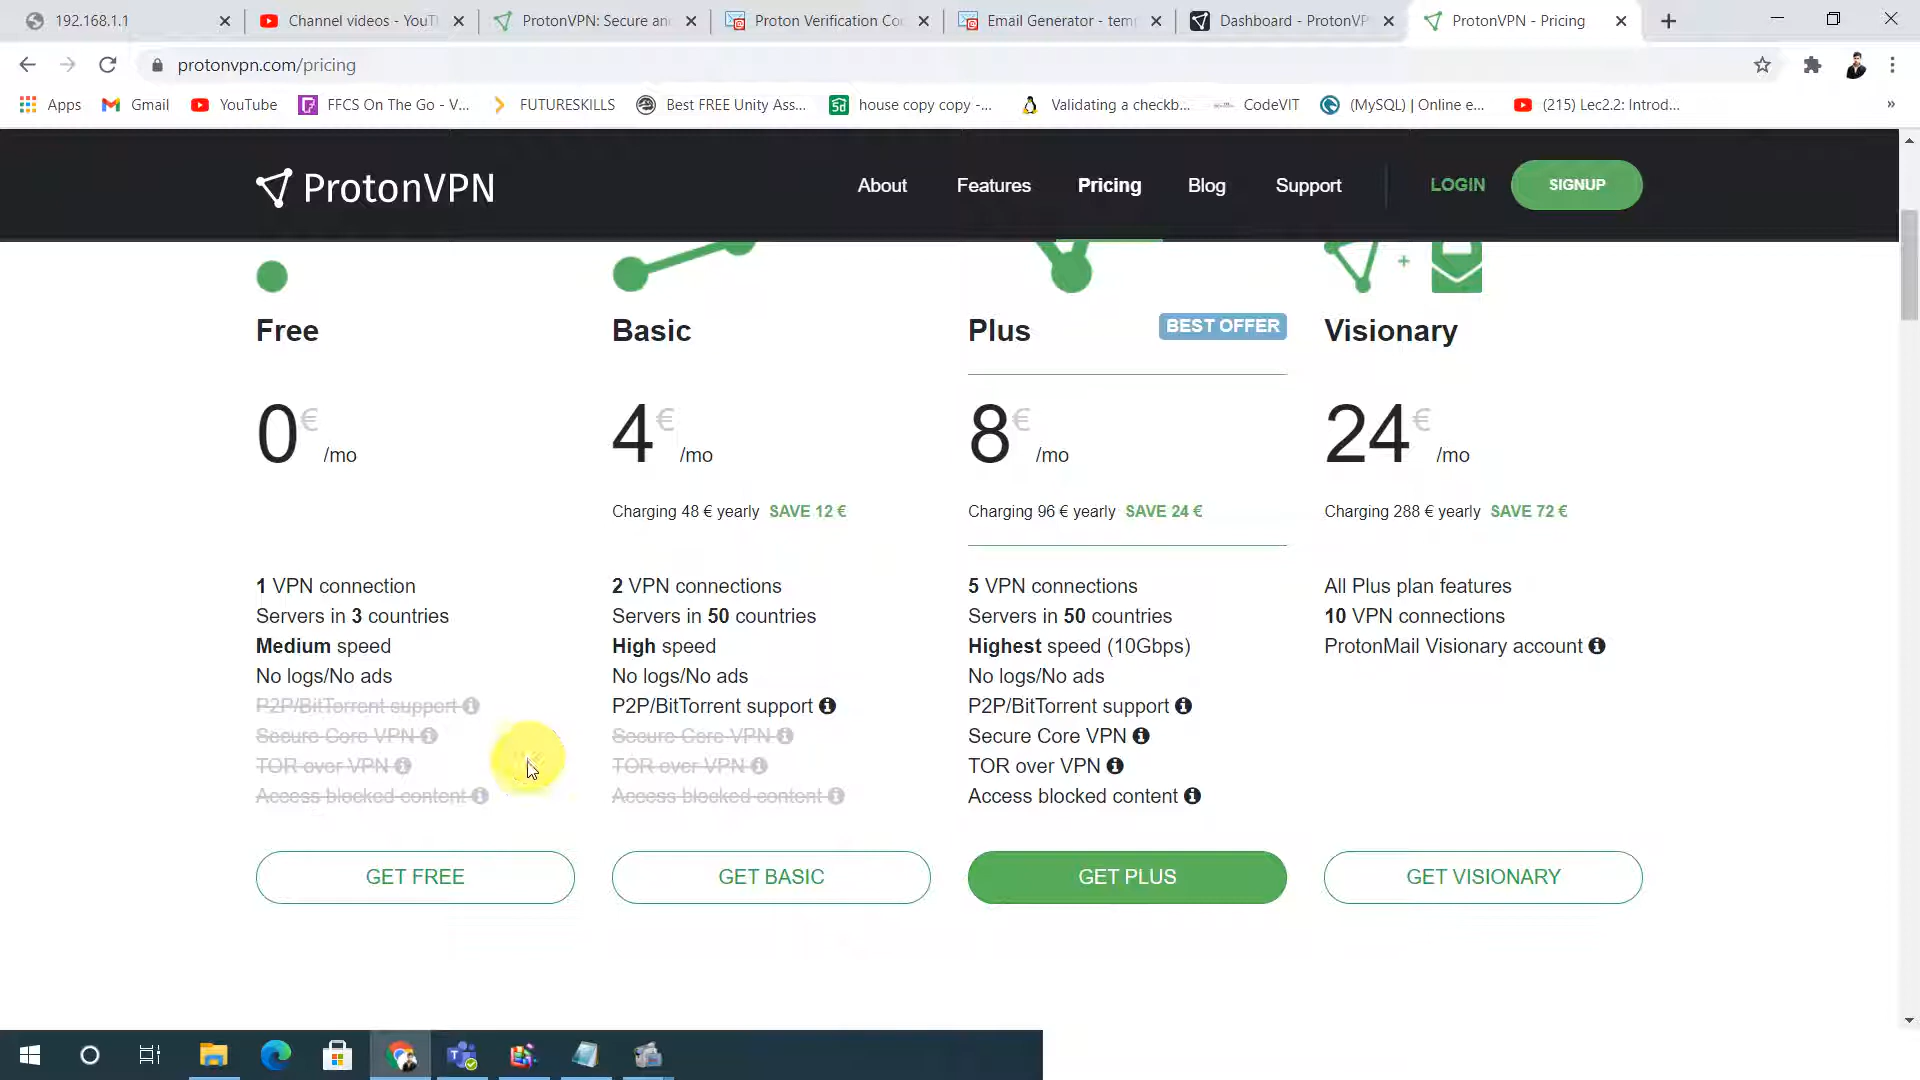 192.168.1.1
Channel videos - YouT
ProtonVPN: Secure an
Proton Verification Co
Email Generator - tem
Dashboard - ProtonVP
ProtonVPN - Pricing
protonvpn.com/pricing
Apps
Gmail
YouTube
FFCS On The Go - V...
FUTURESKILLS
Best FREE Unity Ass...
house copy copy -...
Validating a checkb...
CodeVIT
(MySQL) | Online e...
(215) Lec2.2: Introd...
»
ProtonVPN
About
Features
Pricing
Blog
Support
LOGIN
SIGNUP
Free
0 € /mo
1 VPN connection
Servers in 3 countries
Medium speed
No logs/No ads
P2P/BitTorrent support
Secure Core VPN
TOR over VPN
Access blocked content
GET FREE
Basic
4 € /mo
Charging 48 € yearly SAVE 12 €
2 VPN connections
Servers in 50 countries
High speed
No logs/No ads
P2P/BitTorrent support
Secure Core VPN
TOR over VPN
Access blocked content
GET BASIC
Plus
BEST OFFER
8 € /mo
Charging 96 € yearly SAVE 24 €
5 VPN connections
Servers in 50 countries
Highest speed (10Gbps)
No logs/No ads
P2P/BitTorrent support
Secure Core VPN
TOR over VPN
Access blocked content
GET PLUS
+
Visionary
24 € /mo
Charging 288 € yearly SAVE 72 €
All Plus plan features
10 VPN connections
ProtonMail Visionary account
GET VISIONARY